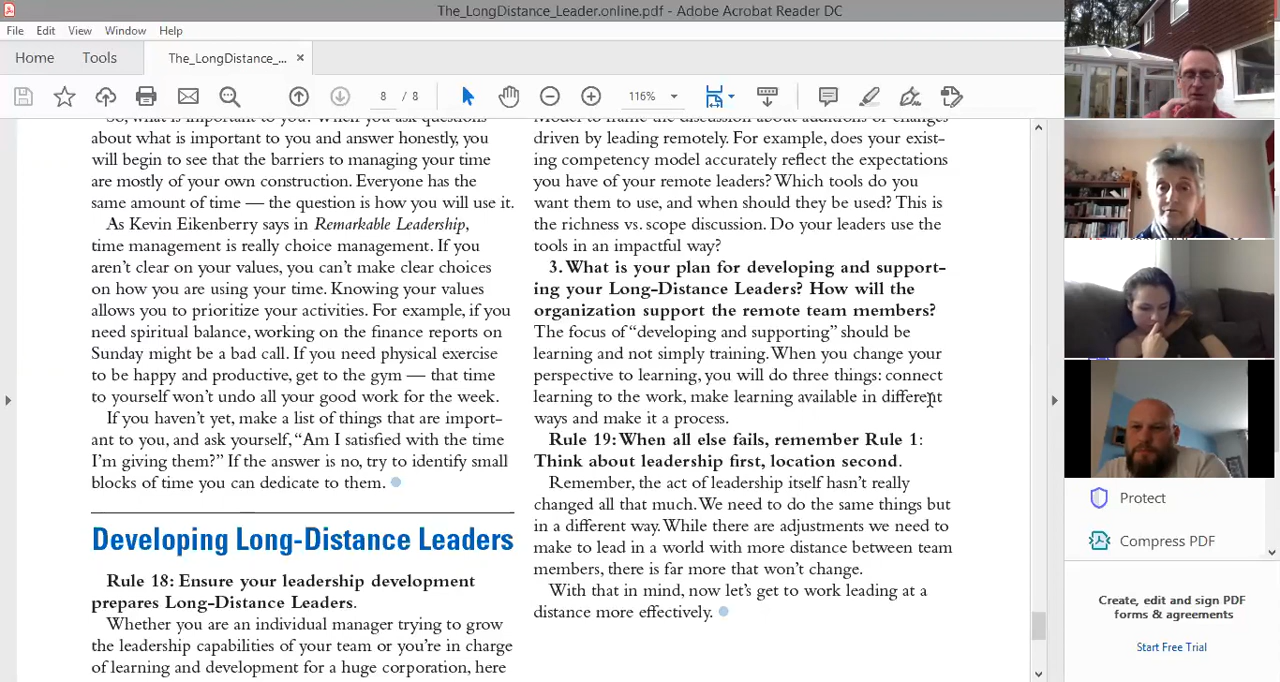 The_LongDistance_Leader.online.pdf - Adobe Acrobat Reader DC
File Edit View Window Help
Home Tools The_LongDistance_... ×
8 / 8 116%
So, what is important to you? When you ask questions
about what is important to you and answer honestly, you
will begin to see that the barriers to managing your time
are mostly of your own construction. Everyone has the
same amount of time — the question is how you will use it.
As Kevin Eikenberry says in Remarkable Leadership,
time management is really choice management. If you
aren't clear on your values, you can't make clear choices
on how you are using your time. Knowing your values
allows you to prioritize your activities. For example, if you
need spiritual balance, working on the finance reports on
Sunday might be a bad call. If you need physical exercise
to be happy and productive, get to the gym — that time
to yourself won't undo all your good work for the week.
If you haven't yet, make a list of things that are import-
ant to you, and ask yourself, "Am I satisfied with the time
I'm giving them?" If the answer is no, try to identify small
blocks of time you can dedicate to them.
Developing Long-Distance Leaders
Rule 18: Ensure your leadership development
prepares Long-Distance Leaders.
Whether you are an individual manager trying to grow
the leadership capabilities of your team or you're in charge
of learning and development for a huge corporation, here
Model to frame the discussion about additions or changes
driven by leading remotely. For example, does your exist-
ing competency model accurately reflect the expectations
you have of your remote leaders? Which tools do you
want them to use, and when should they be used? This is
the richness vs. scope discussion. Do your leaders use the
tools in an impactful way?
3. What is your plan for developing and support-
ing your Long-Distance Leaders? How will the
organization support the remote team members?
The focus of "developing and supporting" should be
learning and not simply training. When you change your
perspective to learning, you will do three things: connect
learning to the work, make learning available in different
ways and make it a process.
Rule 19: When all else fails, remember Rule 1:
Think about leadership first, location second.
Remember, the act of leadership itself hasn't really
changed all that much. We need to do the same things but
in a different way. While there are adjustments we need to
make to lead in a world with more distance between team
members, there is far more that won't change.
With that in mind, now let's get to work leading at a
distance more effectively.
Protect
Compress PDF
Create, edit and sign PDF
forms & agreements
Start Free Trial